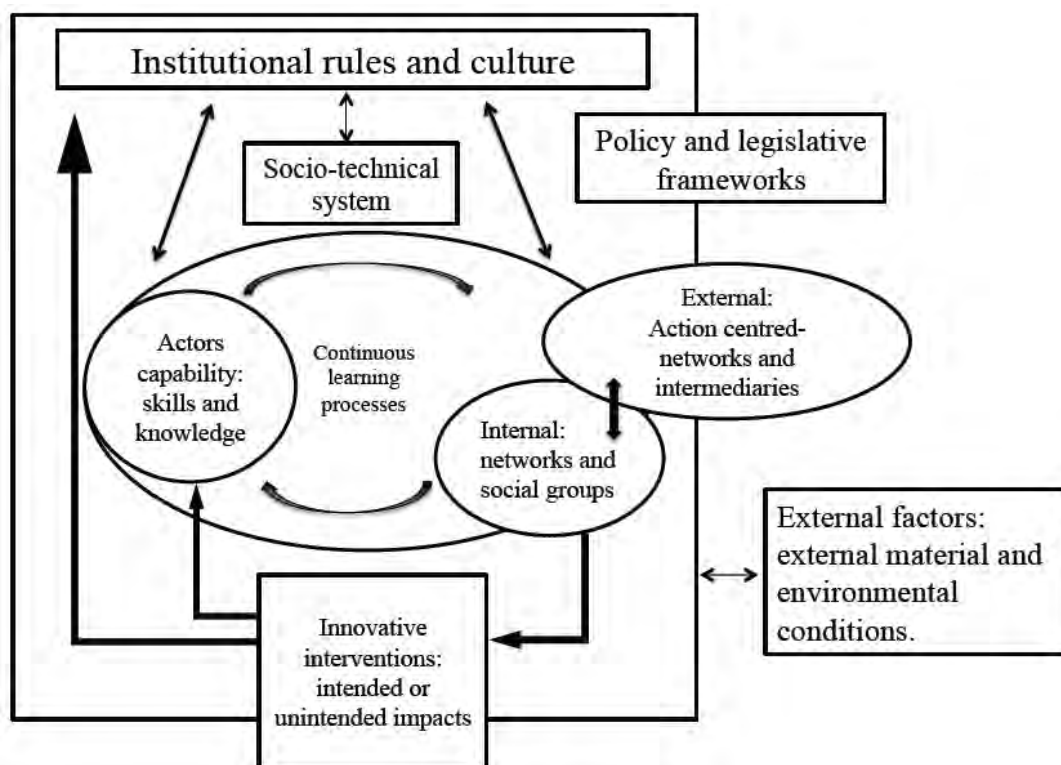 Institutional rules and culture
Policy and legislative
frameworks
Socio-technical
system
External:
Action centred-
networks and
intermediaries
Actors
capability:
skills and
knowledge
Continuous
learning
processes
Internal:
networks and
social groups
External factors:
external material and
environmental
conditions.
Innovative
interventions:
intended or
unintended impacts